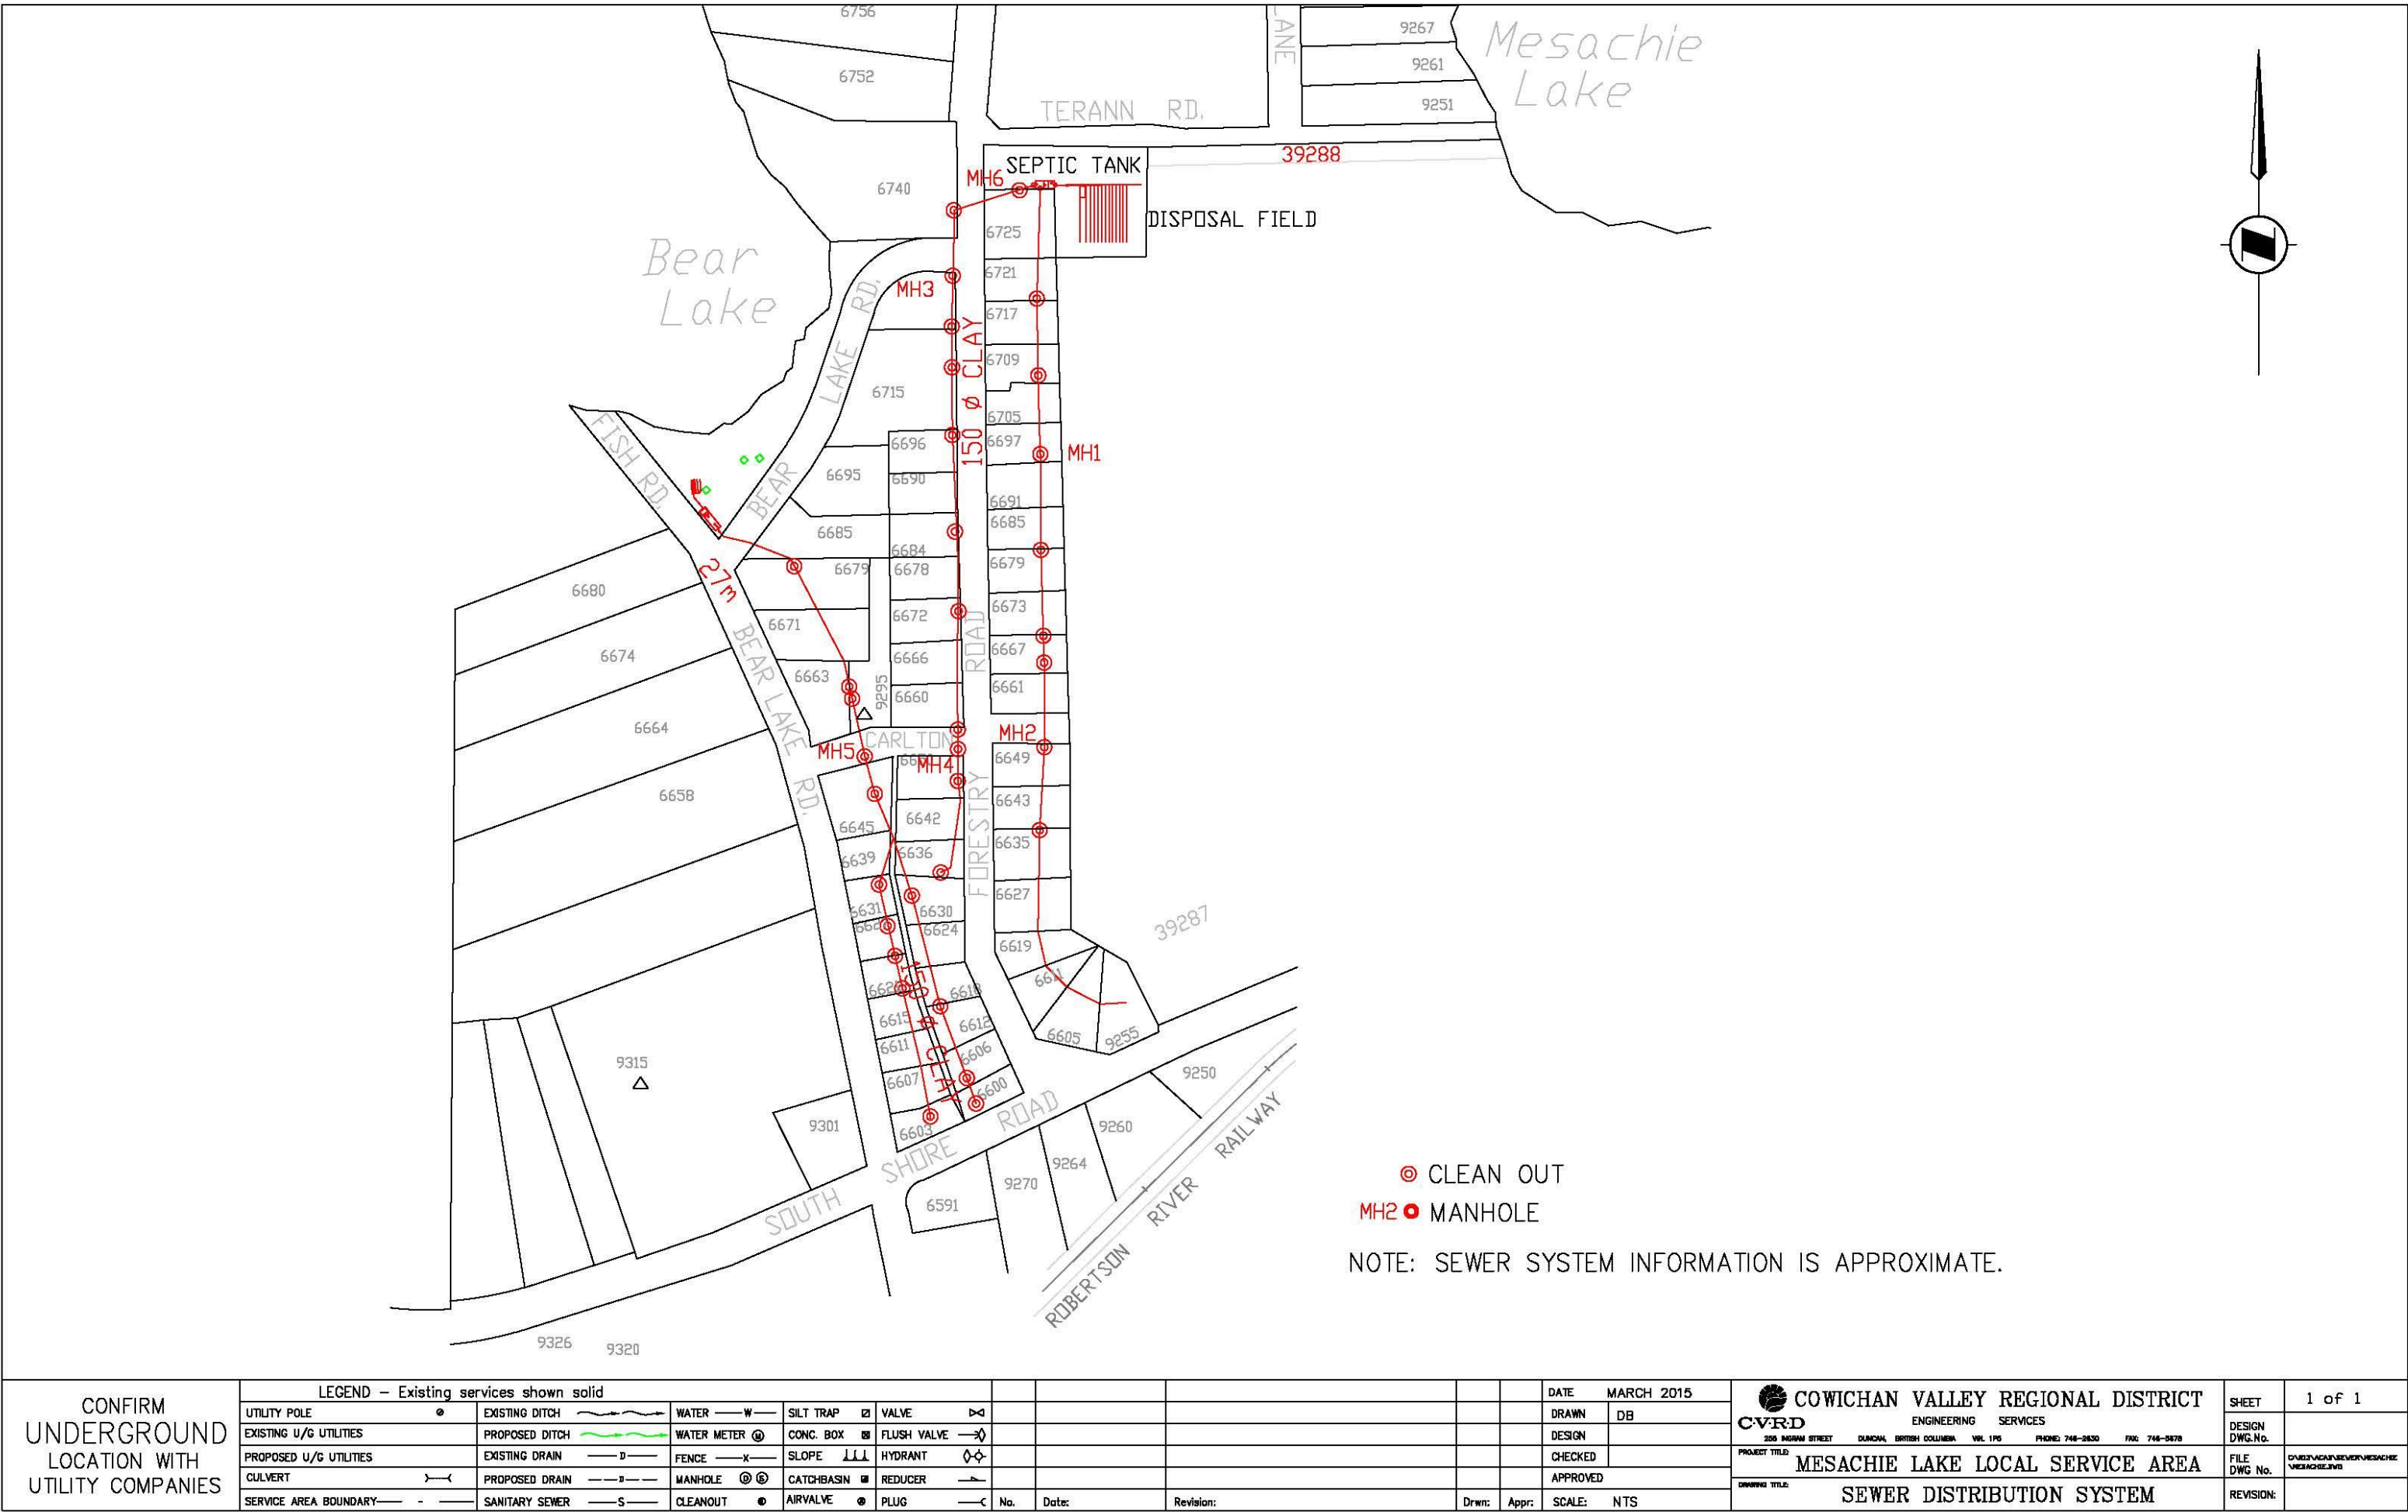 6756
LANE
9267
Mesachie
Lake
6752
9261
9251
TERANN RD.
39288
SEPTIC TANK
MH6
6740
DISPOSAL FIELD
6725
Bear
Lake
6721
MH3
6717
BEAR LAKE RD.
150 Ø CLAY
6709
6715
6705
6696
6697
MH1
FISH RD.
6695
6690
6691
6685
6685
6684
6679
6678
6679
27m
6680
6672
6673
6671
6674
6666
6667
6663
9295
6660
6661
BEAR LAKE RD.
FORESTRY ROAD
6664
CARLTON
MH2
MH5
MH4
6649
6658
6643
6642
6645
6635
6639
6636
6627
6631
6630
6624
39287
6619
150 Ø CLAY
6618
6611
6615
6612
6605
9255
6611
6606
9315
6607
6600
9250
9301
6603
9260
SOUTH SHORE ROAD
9264
9270
6591
ROBERTSON RIVER RAILWAY
CLEAN OUT
MH2 MANHOLE
NOTE: SEWER SYSTEM INFORMATION IS APPROXIMATE.
9326
9320
CONFIRM
UNDERGROUND
LOCATION WITH
UTILITY COMPANIES
LEGEND - Existing services shown solid
UTILITY POLE
EXISTING DITCH
WATER W
SILT TRAP
VALVE
EXISTING U/G UTILITIES
PROPOSED DITCH
WATER METER
CONC. BOX
FLUSH VALVE
PROPOSED U/G UTILITIES
EXISTING DRAIN D
FENCE X
SLOPE
HYDRANT
CULVERT
PROPOSED DRAIN D
MANHOLE D S
CATCHBASIN
REDUCER
SERVICE AREA BOUNDARY
SANITARY SEWER S
CLEANOUT
AIRVALVE
PLUG
No.
Date:
Revision:
Drwn:
Appr:
DATE MARCH 2015
DRAWN DB
DESIGN
CHECKED
APPROVED
SCALE: NTS
COWICHAN VALLEY REGIONAL DISTRICT
C·V·R·D
ENGINEERING SERVICES
DUNCAN, BRITISH COLUMBIA
PROJECT TITLE:
MESACHIE LAKE LOCAL SERVICE AREA
DRAWING TITLE:
SEWER DISTRIBUTION SYSTEM
SHEET 1 of 1
DESIGN
DWG.No.
FILE
DWG No.
REVISION: